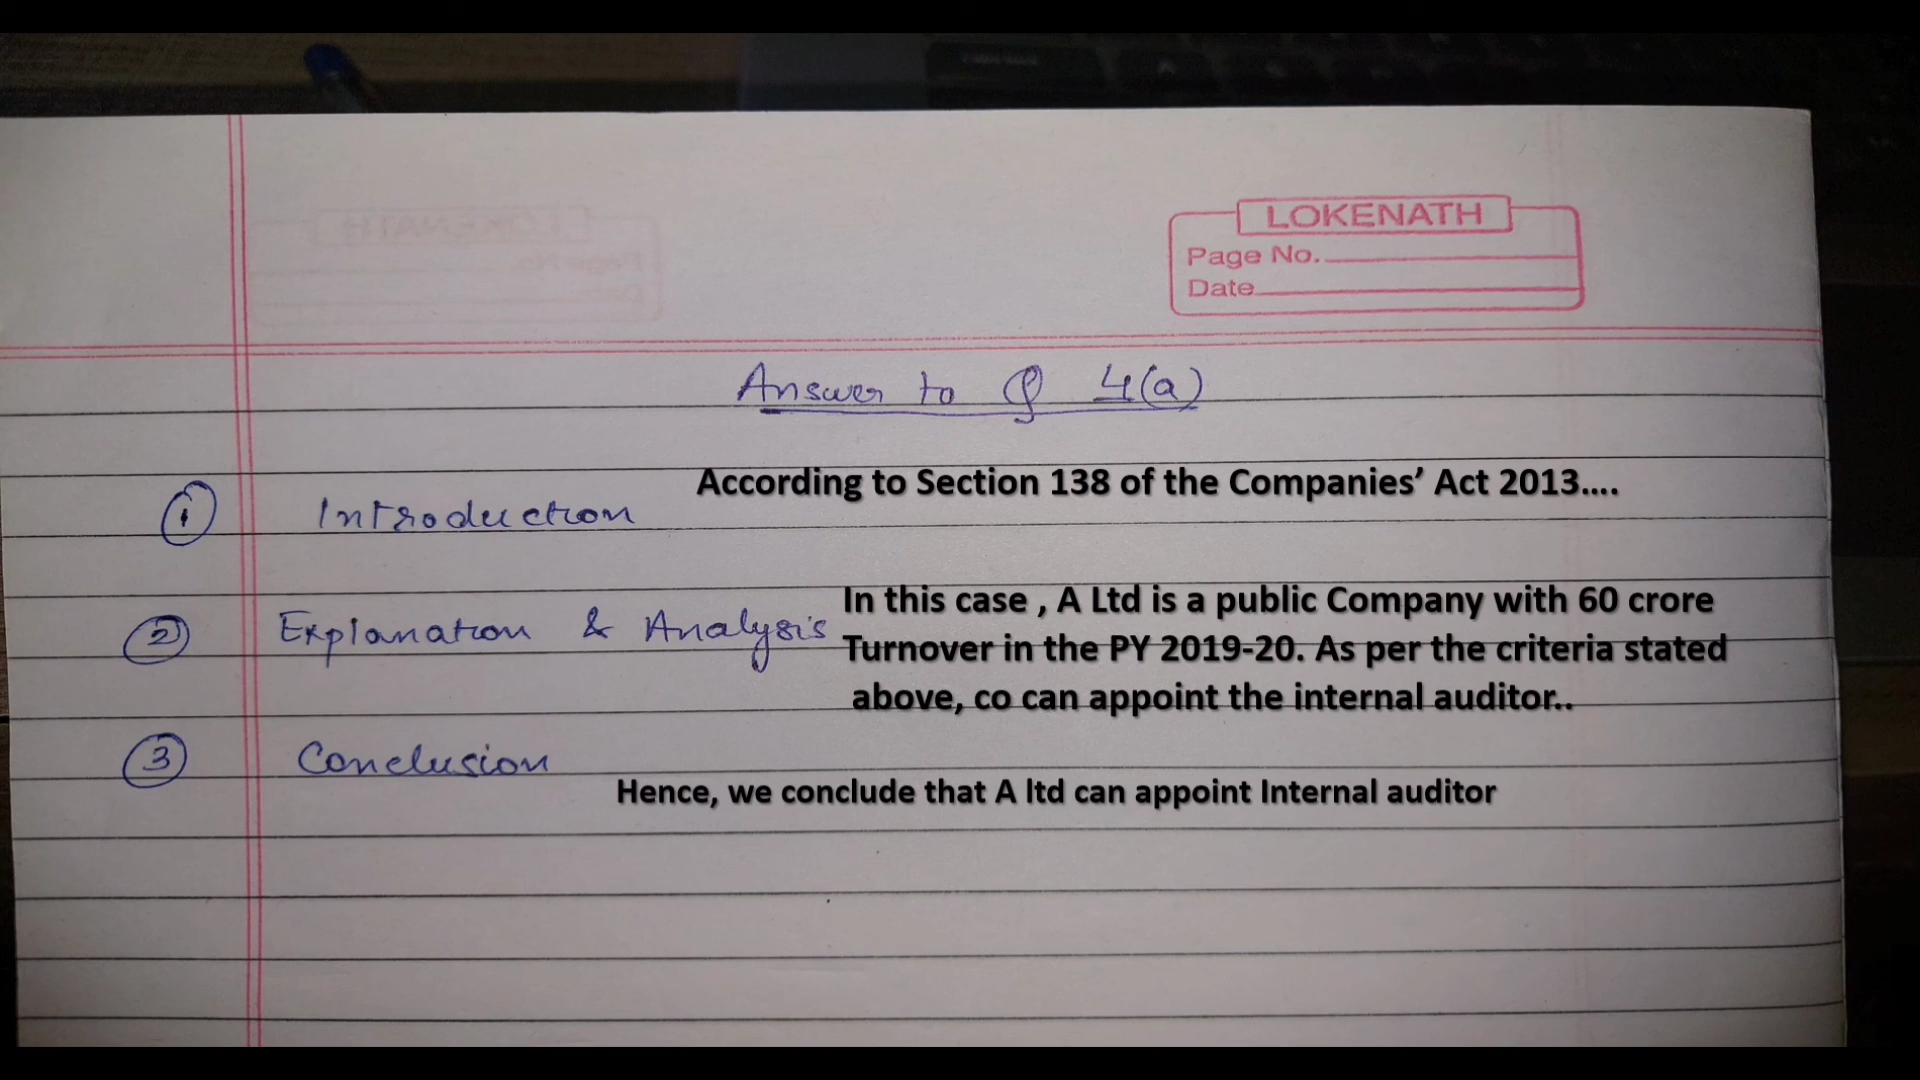 LOKENATH
Page No.
Date
Answer to Q 4(a)
According to Section 138 of the Companies’ Act 2013....
1 Introduction
In this case , A Ltd is a public Company with 60 crore
2 Explanation & Analysis
Turnover in the PY 2019-20. As per the criteria stated
above, co can appoint the internal auditor..
3 Conclusion
Hence, we conclude that A ltd can appoint Internal auditor